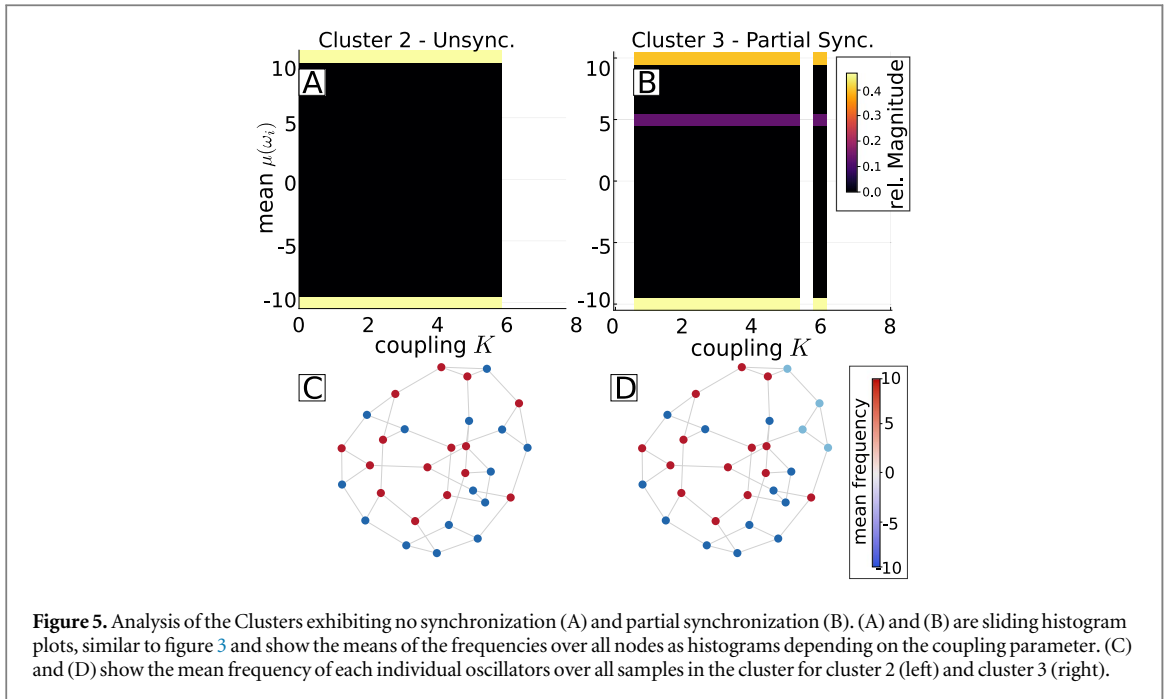 Cluster 2 - Unsync.
Cluster 3 - Partial Sync.
A
B
10
5
0
-5
-10
mean μ(ωᵢ)
0 2 4 6 8
coupling K
10
5
0
-5
-10
0 2 4 6 8
coupling K
0.4
0.3
0.2
0.1
0.0
rel. Magnitude
C
D
10
5
0
-5
-10
mean frequency
Figure 5. Analysis of the Clusters exhibiting no synchronization (A) and partial synchronization (B). (A) and (B) are sliding histogram
plots, similar to figure 3 and show the means of the frequencies over all nodes as histograms depending on the coupling parameter. (C)
and (D) show the mean frequency of each individual oscillators over all samples in the cluster for cluster 2 (left) and cluster 3 (right).